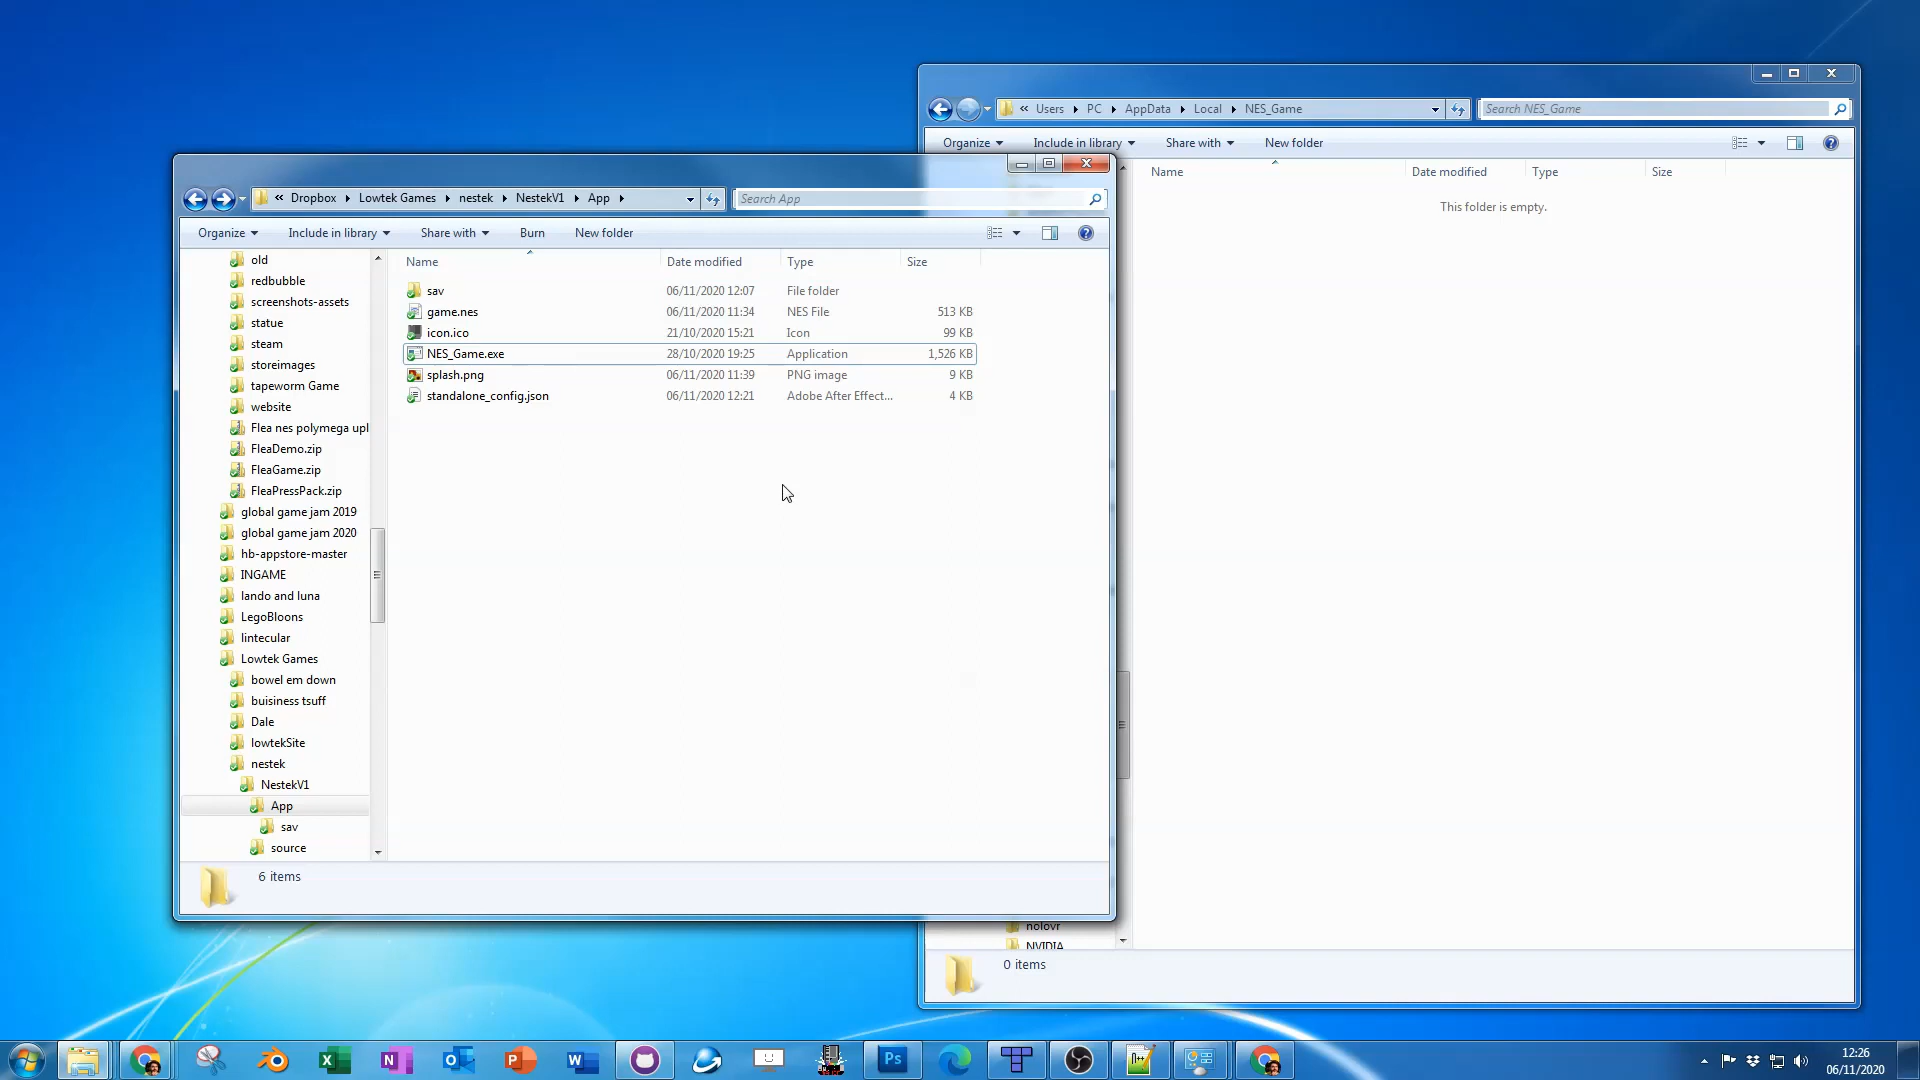 « Users PC AppData Local NES_Game
Search NES_Game
Organize Include in library Share with New folder
Name Date modified Type Size
This folder is empty.
« Dropbox Lowtek Games nestek NestekV1 App
Search App
Organize Include in library Share with Burn New folder
old
redbubble
screenshots-assets
statue
steam
storeimages
tapeworm Game
website
Flea nes polymega upl
FleaDemo.zip
FleaGame.zip
FleaPressPack.zip
global game jam 2019
global game jam 2020
hb-appstore-master
INGAME
lando and luna
LegoBloons
lintecular
Lowtek Games
bowel em down
buisiness tsuff
Dale
lowtekSite
nestek
NestekV1
App
sav
source
Name Date modified Type Size
sav 06/11/2020 12:07 File folder
game.nes 06/11/2020 11:34 NES File 513 KB
icon.ico 21/10/2020 15:21 Icon 99 KB
NES_Game.exe 28/10/2020 19:25 Application 1,526 KB
splash.png 06/11/2020 11:39 PNG image 9 KB
standalone_config.json 06/11/2020 12:21 Adobe After Effect... 4 KB
6 items
nolovr
NVIDIA
0 items
Ps
12:26
06/11/2020